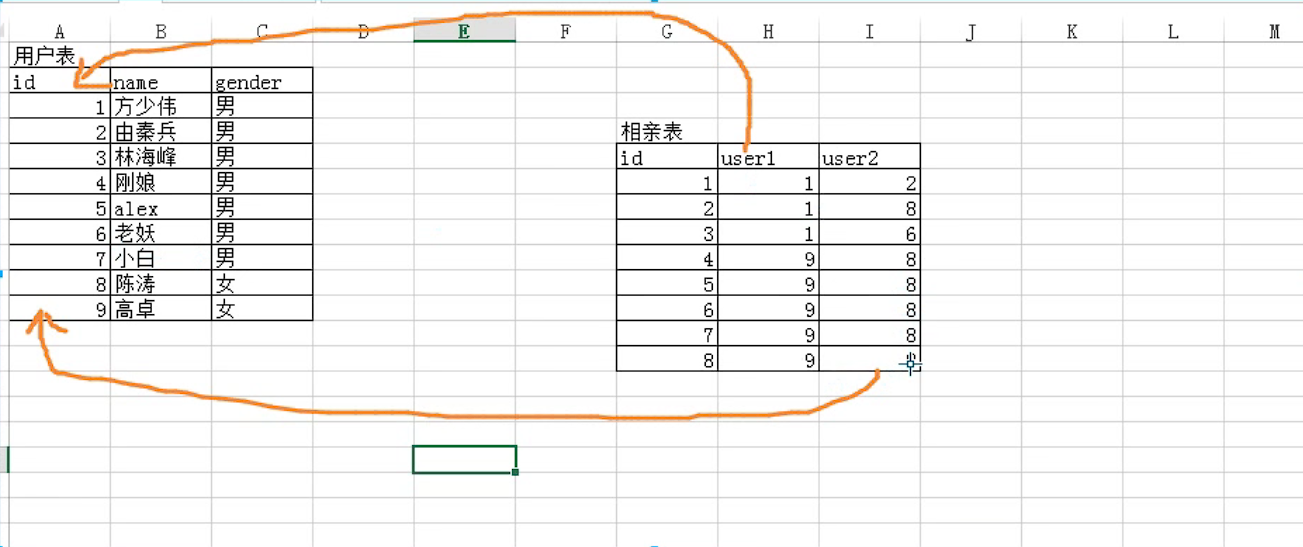 A B C D E F G H I J K L M
用户表
id name gender
1 方少伟 男
2 由秦兵 男
3 林海峰 男
4 刚娘 男
5 alex 男
6 老妖 男
7 小白 男
8 陈涛 女
9 高卓 女
相亲表
id user1 user2
1 1 2
2 1 8
3 1 6
4 9 8
5 9 8
6 9 8
7 9 8
8 9